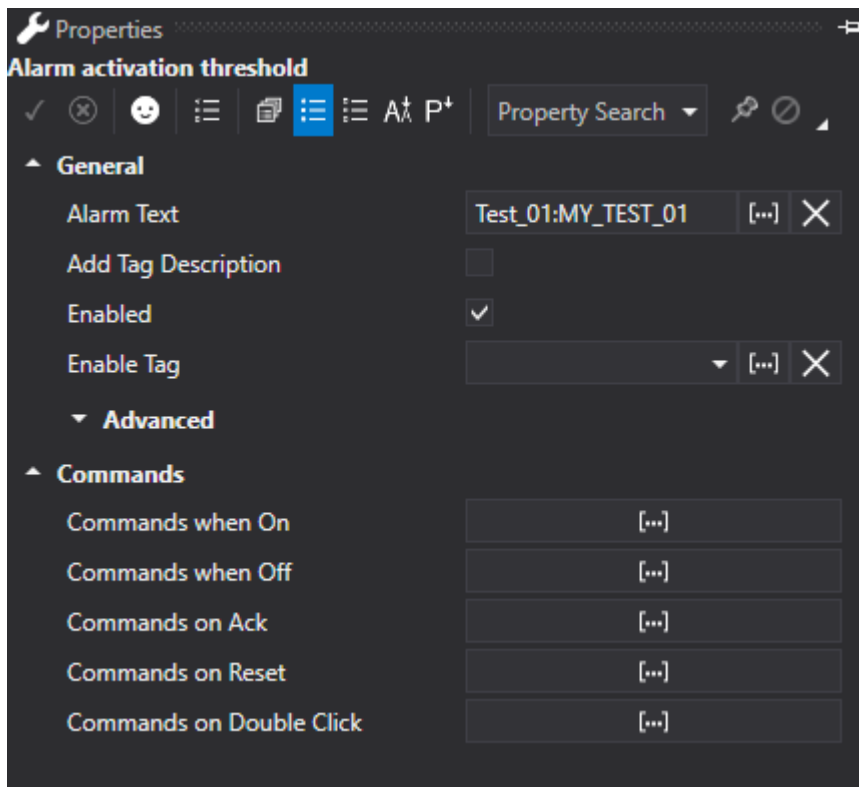 Properties
Alarm activation threshold
Property Search
General
Alarm Text Test_01:MY_TEST_01 [...]
Add Tag Description
Enabled
Enable Tag [...]
Advanced
Commands
Commands when On [...]
Commands when Off [...]
Commands on Ack [...]
Commands on Reset [...]
Commands on Double Click [...]